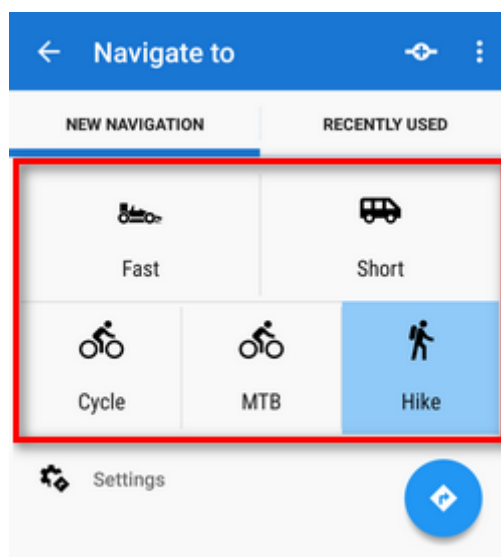 Navigate to
NEW NAVIGATION RECENTLY USED
Fast Short
Cycle MTB Hike
Settings